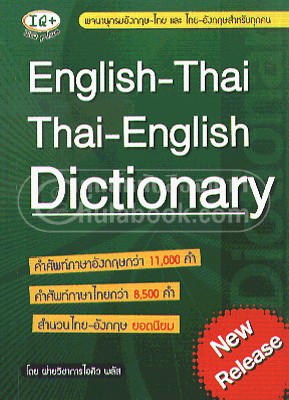 IQ+
พจนานุกรมอังกฤษ-ไทย และ ไทย-อังกฤษสำหรับทุกคน
English-Thai
Thai-English
Dictionary
hulabook.com
คำศัพท์ภาษาอังกฤษกว่า 11,000 คำ
คำศัพท์ภาษาไทยกว่า 8,500 คำ
สำนวนไทย-อังกฤษ ยอดนิยม
New
Release
โดย ฝ่ายวิชาการไอคิว พลัส
Dictionar